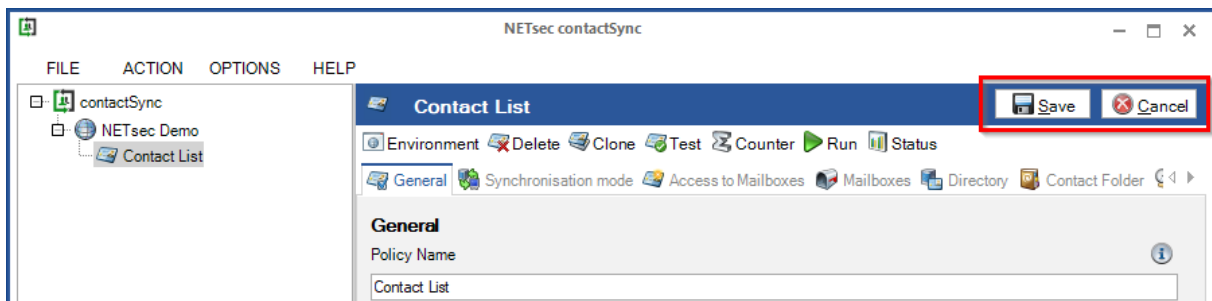 NETsec contactSync
FILE ACTION OPTIONS HELP
contactSync
NETsec Demo
Contact List
Contact List
Save Cancel
Environment Delete Clone Test Counter Run Status
General Synchronisation mode Access to Mailboxes Mailboxes Directory Contact Folder
General
Policy Name
Contact List